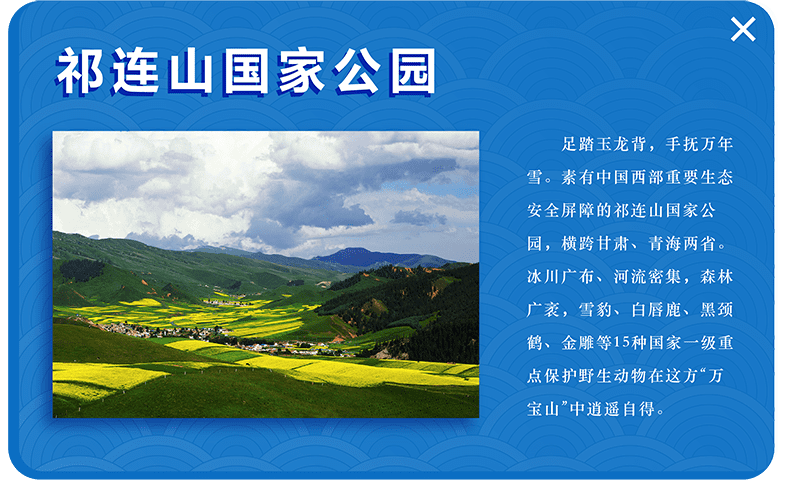 祁连山国家公园
足踏玉龙背，手抚万年
雪。素有中国西部重要生态
安全屏障的祁连山国家公
园，横跨甘肃、青海两省。
冰川广布、河流密集，森林
广袤，雪豹、白唇鹿、黑颈
鹤、金雕等15种国家一级重
点保护野生动物在这方“万
宝山”中逍遥自得。